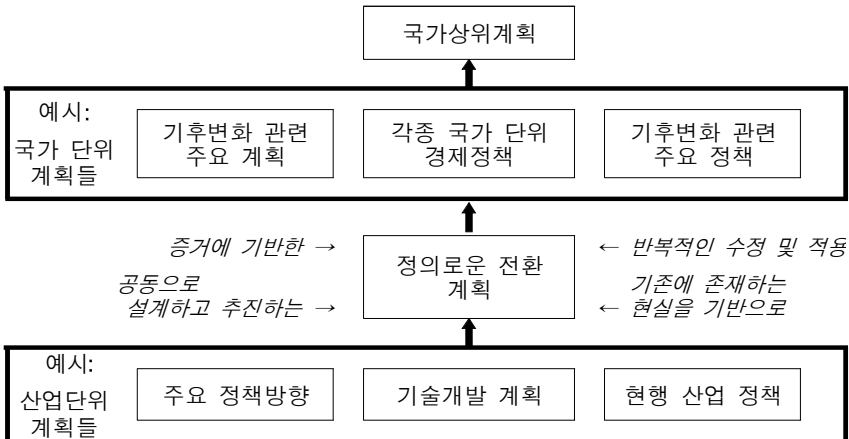 국가상위계획
예시:
국가 단위
계획들
기후변화 관련
주요 계획
각종 국가 단위
경제정책
기후변화 관련
주요 정책
증거에 기반한 →
공동으로
설계하고 추진하는 →
정의로운 전환
계획
← 반복적인 수정 및 적용
기존에 존재하는
← 현실을 기반으로
예시:
산업단위
계획들
주요 정책방향
기술개발 계획
현행 산업 정책